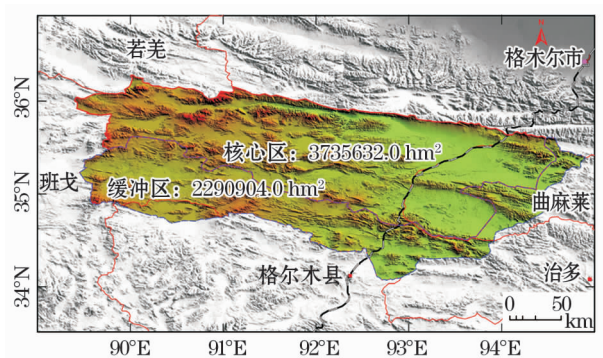 若羌
N
格木尔市
36°N
核心区：3735632.0 hm²
35°N
班戈
缓冲区：2290904.0 hm²
曲麻莱
格尔木县
治多
34°N
0 50
km
90°E 91°E 92°E 93°E 94°E